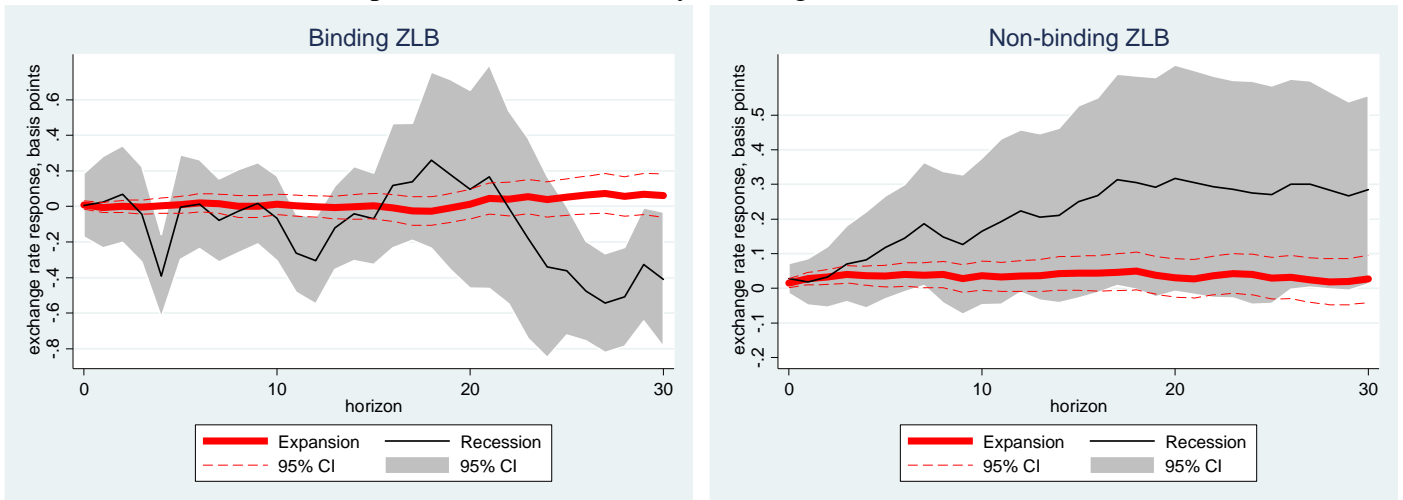 Binding ZLB
exchange rate response, basis points
.6
.4
.2
0
-.2
-.4
-.6
-.8
0 10 20 30
horizon
Expansion Recession
95% CI 95% CI
Non-binding ZLB
exchange rate response, basis points
.5
.4
.3
.2
.1
0
-.1
-.2
0 10 20 30
horizon
Expansion Recession
95% CI 95% CI